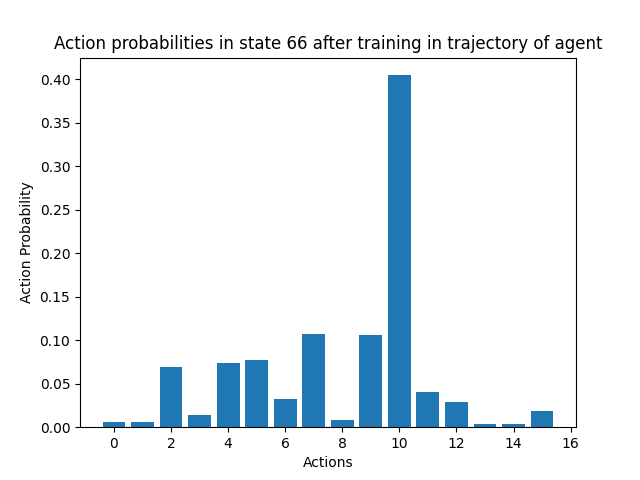 Action probabilities in state 66 after training in trajectory of agent
0.40
0.35
0.30
0.25
0.20
0.15
0.10
0.05
0.00
Action Probability
0 2 4 6 8 10 12 14 16
Actions